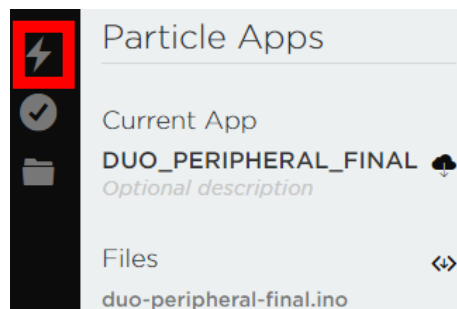 Particle Apps
Current App
DUO_PERIPHERAL_FINAL
Optional description
Files
duo-peripheral-final.ino